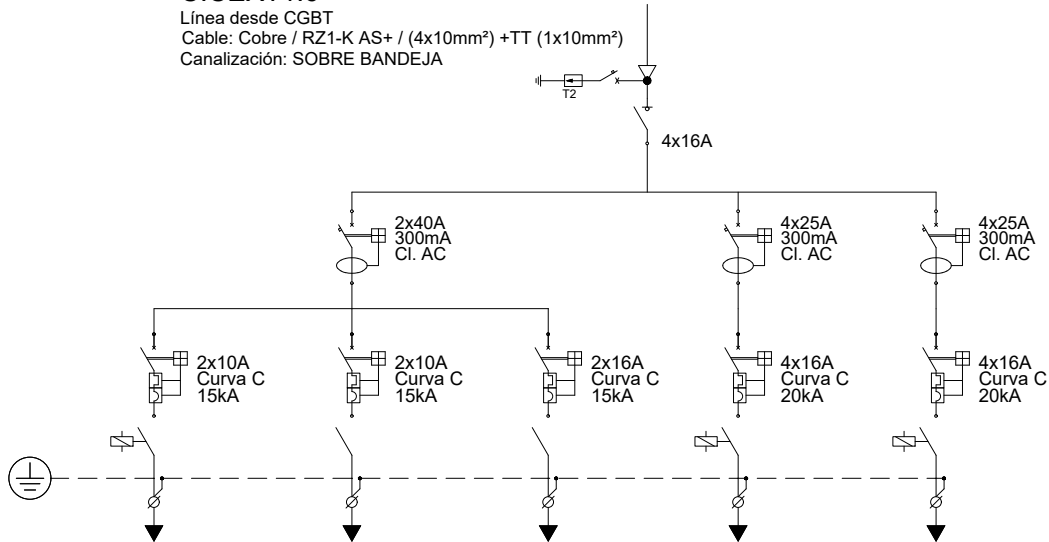 Línea desde CGBT
Cable: Cobre / RZ1-K AS+ / (4x10mm²) +TT (1x10mm²)
Canalización: SOBRE BANDEJA
T2
4x16A
2x40A
300mA
Cl. AC
4x25A
300mA
Cl. AC
4x25A
300mA
Cl. AC
2x10A
Curva C
15kA
2x10A
Curva C
15kA
2x16A
Curva C
15kA
4x16A
Curva C
20kA
4x16A
Curva C
20kA